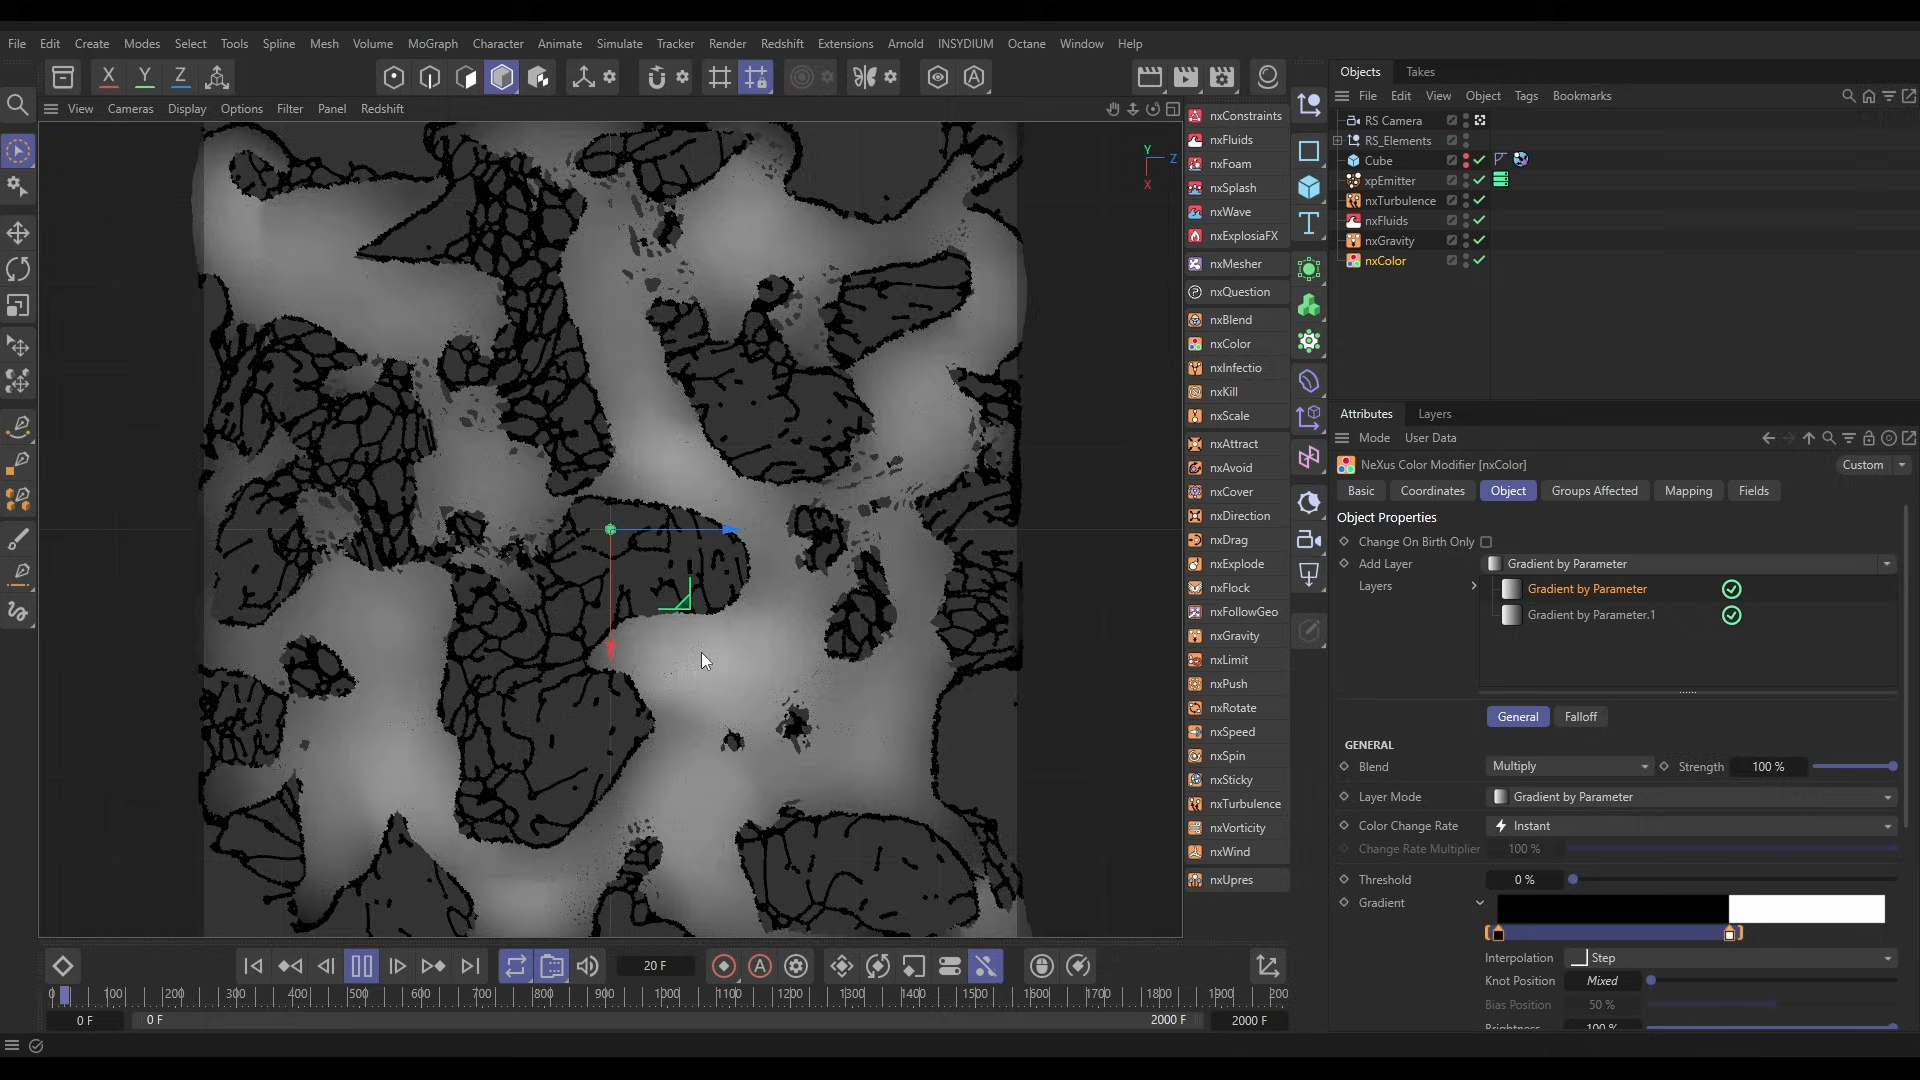 File Edit Create Modes Select Tools Spline Mesh Volume MoGraph Character Animate Simulate Tracker Render Redshift Extensions Arnold INSYDIUM Octane Window Help
X Y Z
View Cameras Display Options Filter Panel Redshift
Y
Z
X
nxConstraints
nxFluids
nxFoam
nxSplash
nxWave
nxExplosiaFX
nxMesher
nxQuestion
nxBlend
nxColor
nxInfectio
nxKill
nxScale
nxAttract
nxAvoid
nxCover
nxDirection
nxDrag
nxExplode
nxFlock
nxFollowGeo
nxGravity
nxLimit
nxPush
nxRotate
nxSpeed
nxSpin
nxSticky
nxTurbulence
nxVorticity
nxWind
nxUpres
Objects Takes
File Edit View Object Tags Bookmarks
RS Camera
RS_Elements
Cube
xpEmitter
nxTurbulence
nxFluids
nxGravity
nxColor
Attributes Layers
Mode User Data
NeXus Color Modifier [nxColor] Custom
Basic Coordinates Object Groups Affected Mapping Fields
Object Properties
Change On Birth Only
Add Layer Gradient by Parameter
Layers Gradient by Parameter
Gradient by Parameter.1
General Falloff
GENERAL
Blend Multiply Strength 100 %
Layer Mode Gradient by Parameter
Color Change Rate Instant
Change Rate Multiplier 100 %
Threshold 0 %
Gradient
Interpolation Step
Knot Position Mixed
Bias Position 50 %
Brightness 100 %
20 F
0 100 200 300 400 500 600 700 800 900 1000 1100 1200 1300 1400 1500 1600 1700 1800 1900 200
0 F 0 F 2000 F 2000 F